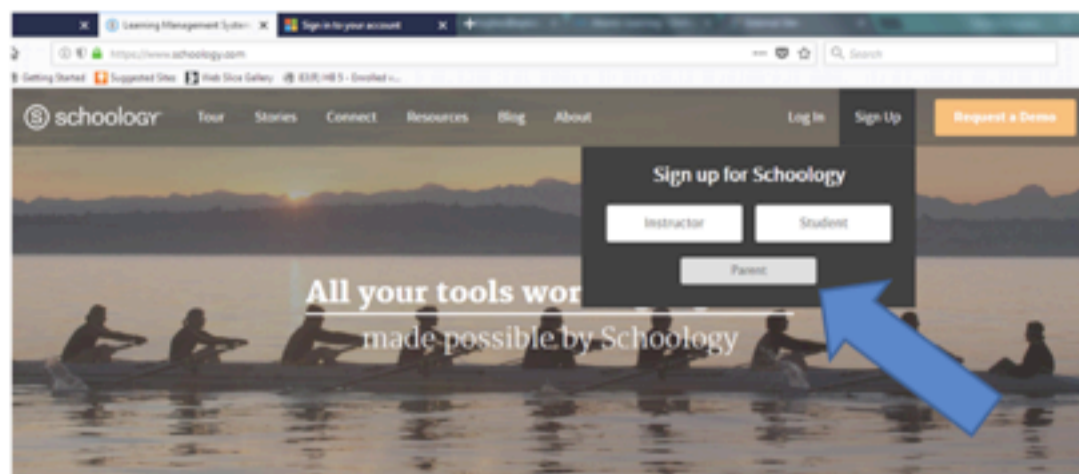 Learning Management System
Sign in to your account
https://www.schoology.com
Search
Getting Started Suggested Sites Web Slice Gallery
schoology Tour Stories Connect Resources Blog About Log In Sign Up Request a Demo
Sign up for Schoology
Instructor Student
Parent
All your tools wor
made possible by Schoology